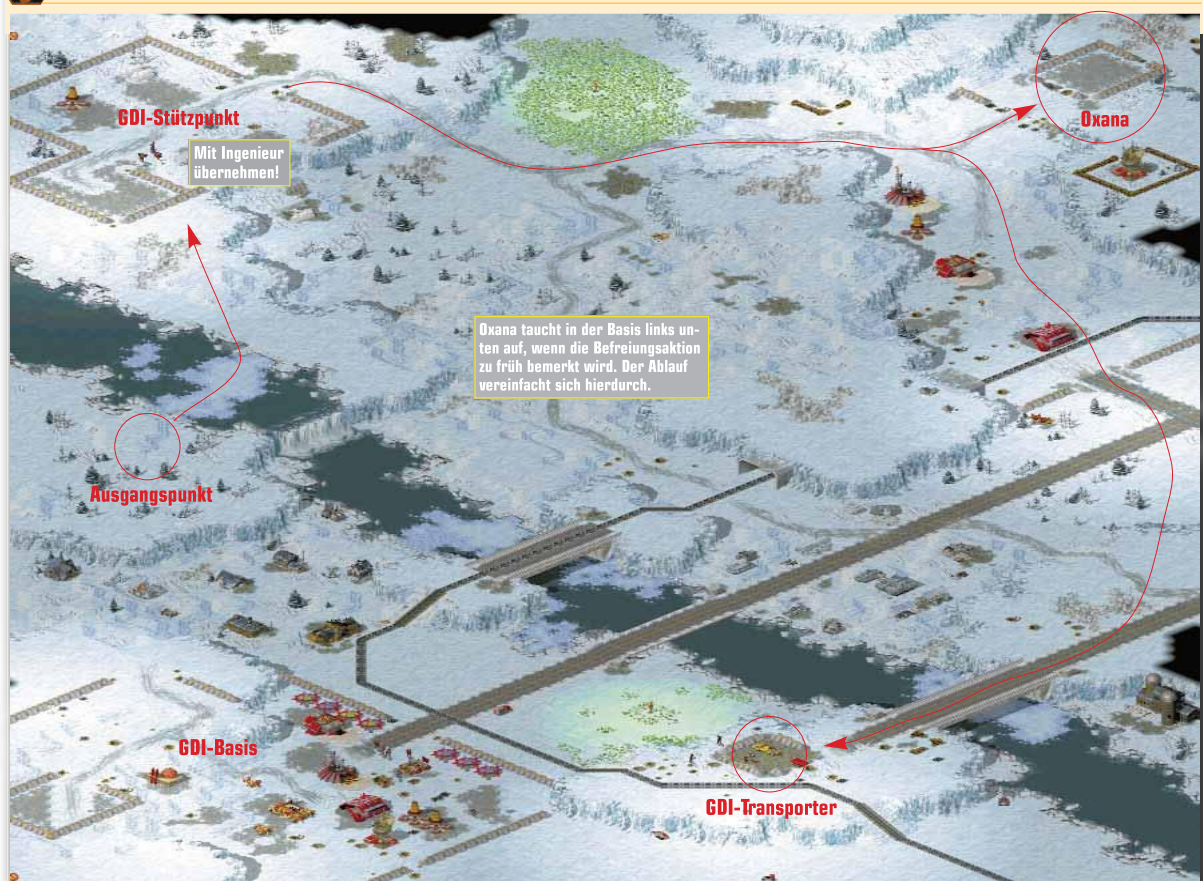 GDI-Stützpunkt
Oxana
Mit Ingenieur
übernehmen!
Oxana taucht in der Basis links un-
ten auf, wenn die Befreiungsaktion
zu früh bemerkt wird. Der Ablauf
vereinfacht sich hierdurch.
Ausgangspunkt
GDI-Basis
GDI-Transporter